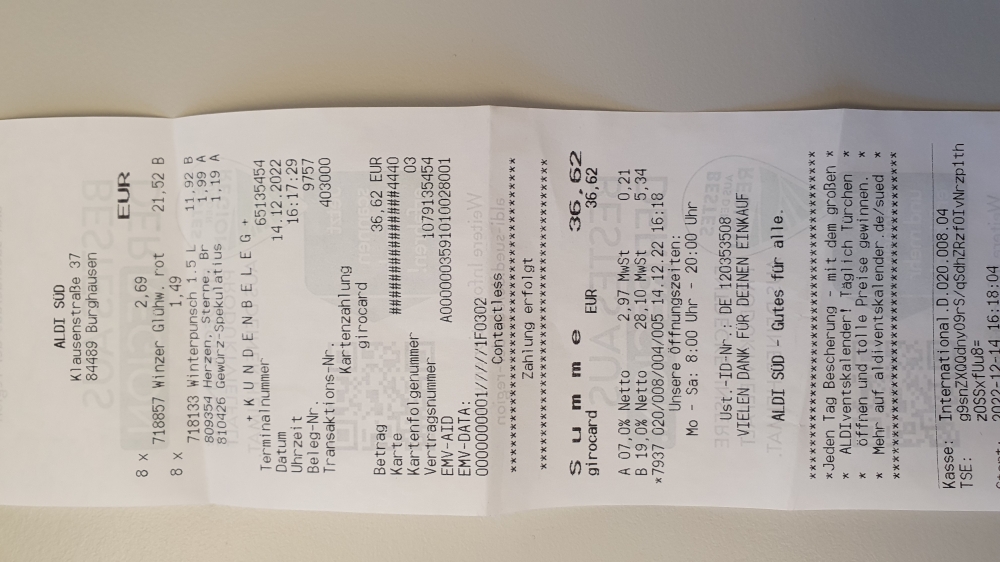 ALDI SÜD
Klausenstraße 37
84489 Burghausen
EUR
8 x 2,69
718857 Winzer Glühw. rot 21,52 B
8 x 1,49
718133 Winterpunsch 1.5 L 11,92 B
809354 Herzen, Sterne, Br 1,99 A
810426 Gewürz-Spekulatius 1,19 A
+ K U N D E N B E L E G +
Terminalnummer 65135454
Datum 14.12.2022
Uhrzeit 16:17:29
Beleg-Nr. 9757
Transaktions-Nr. 403000
Kartenzahlung
girocard
Betrag 36,62 EUR
Karte ###############4440
Kartenfolgenummer 03
Vertragsnummer 1079135454
EMV-AID A0000003591010028001
EMV-DATA:
0000000001/////1F0302
Contactless
********************************
Zahlung erfolgt
********************************
S u m m e 36,62
girocard EUR 36,62
A 07,0% Netto 2,97 MwSt 0,21
B 19,0% Netto 28,10 MwSt 5,34
*7937 020/008/004/005 14.12.22 16:18
Unsere Öffnungszeiten:
Mo - Sa: 8:00 Uhr - 20:00 Uhr
Ust.-ID-Nr.: DE 120353508
VIELEN DANK FÜR DEINEN EINKAUF
ALDI SÜD - Gutes für alle.
************************************
*Jeden Tag Bescherung - mit dem großen *
* ALDIventskalender! Täglich Türchen *
* öffnen und tolle Preise gewinnen. *
* Mehr auf aldiventskalender.de/sued *
************************************
Kasse: International.D.020.008.04
TSE: g9snZXQdny09rS/qSdhZRzfOIvNrzp1th
zOSSxfUu8=
2022-12-14 16:18:04